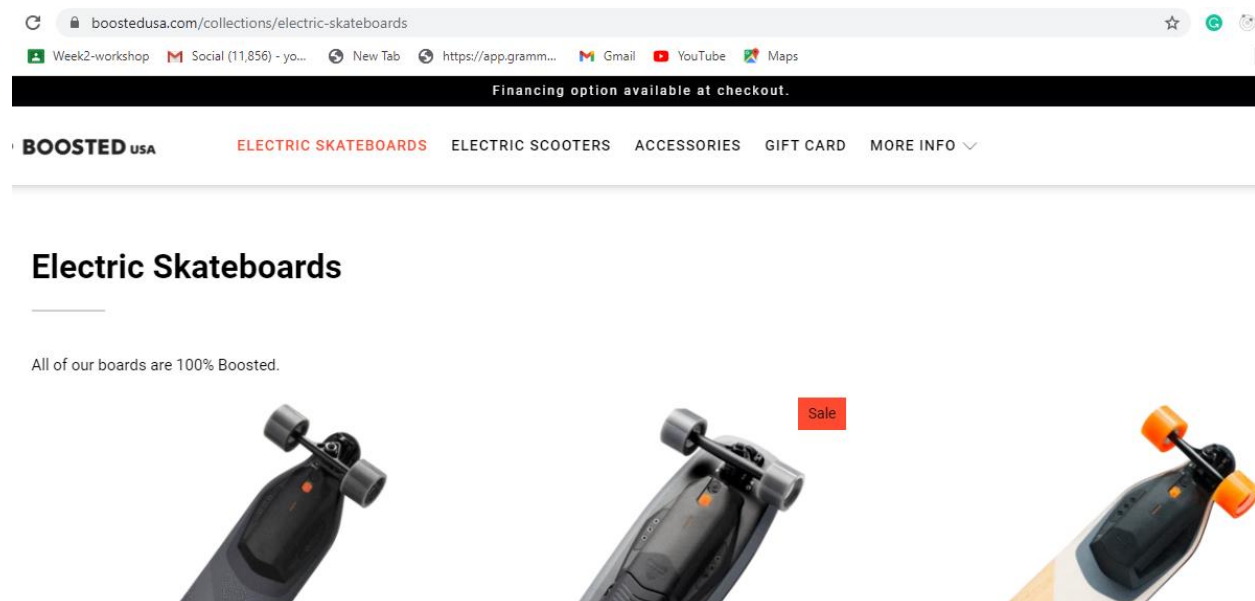 boostedusa.com/collections/electric-skateboards
Week2-workshop Social (11,856) - yo... New Tab https://app.gramm... Gmail YouTube Maps
Financing option available at checkout.
BOOSTED USA ELECTRIC SKATEBOARDS ELECTRIC SCOOTERS ACCESSORIES GIFT CARD MORE INFO
Electric Skateboards
All of our boards are 100% Boosted.
Sale